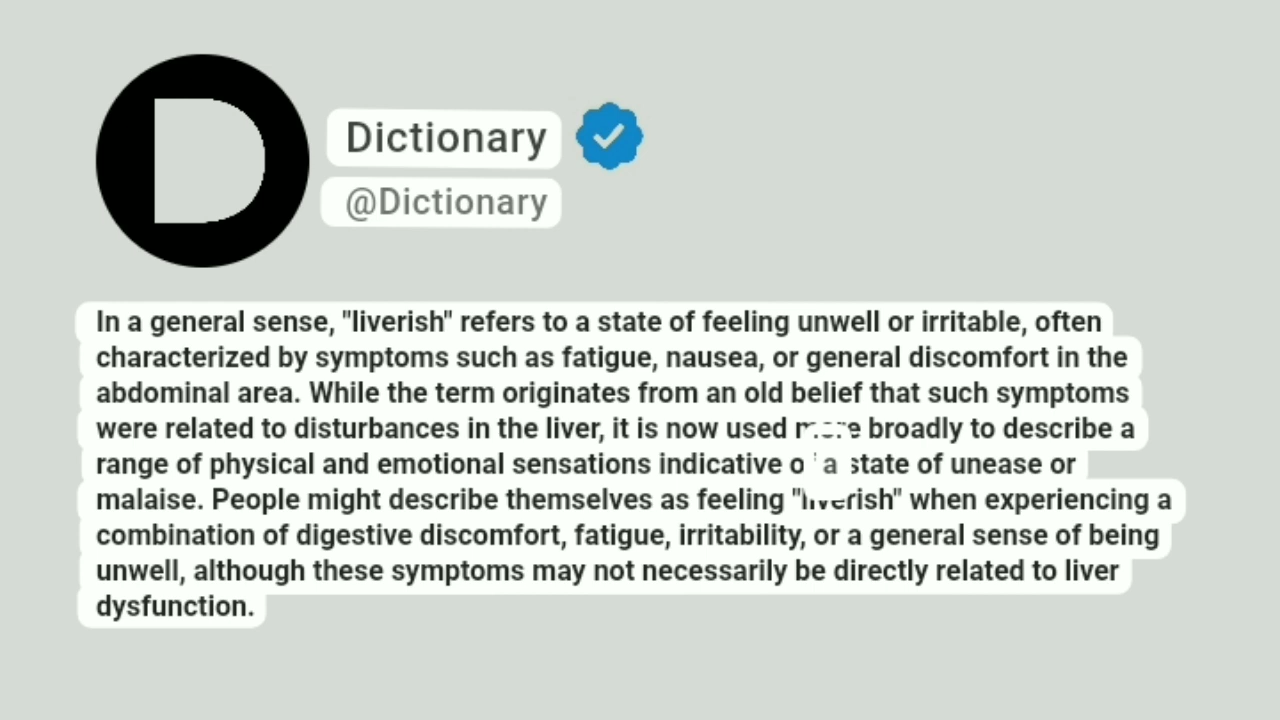 D
Dictionary
@Dictionary
In a general sense, "liverish" refers to a state of feeling unwell or irritable, often
characterized by symptoms such as fatigue, nausea, or general discomfort in the
abdominal area. While the term originates from an old belief that such symptoms
were related to disturbances in the liver, it is now used more broadly to describe a
range of physical and emotional sensations indicative a state of unease or
malaise. People might describe themselves as feeling "liverish" when experiencing a
combination of digestive discomfort, fatigue, irritability, or a general sense of being
unwell, although these symptoms may not necessarily be directly related to liver
dysfunction.